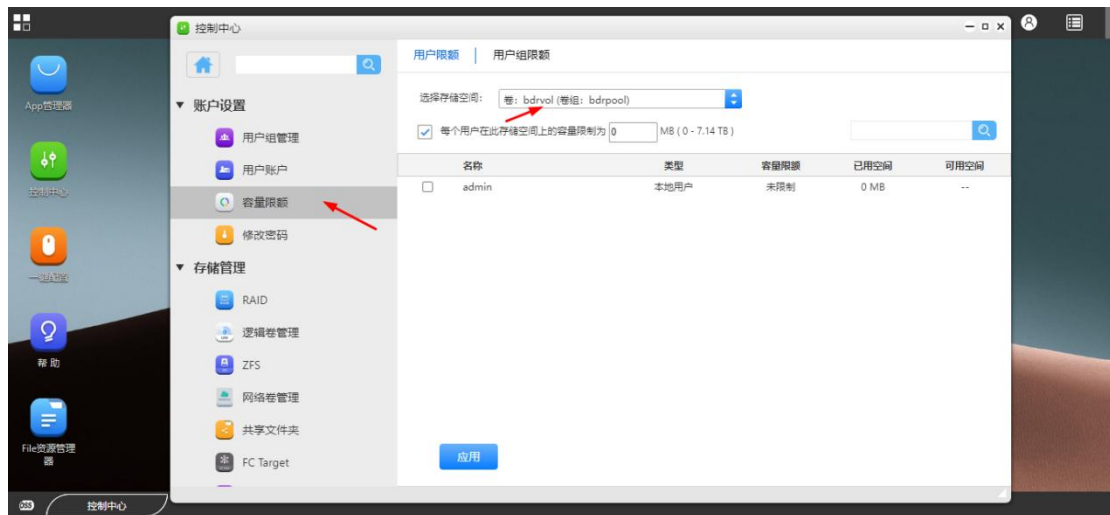 控制中心
App管理器
控制中心
一键配置
帮 助
File资源管理
器
账户设置
用户组管理
用户账户
容量限额
修改密码
存储管理
RAID
逻辑卷管理
ZFS
网络卷管理
共享文件夹
FC Target
用户限额 | 用户组限额
选择存储空间: 卷: bdrvol (卷组: bdrpool)
每个用户在此存储空间上的容量限制为 0 MB ( 0 - 7.14 TB )
名称 类型 容量限额 已用空间 可用空间
admin 本地用户 未限制 0 MB --
应用
控制中心